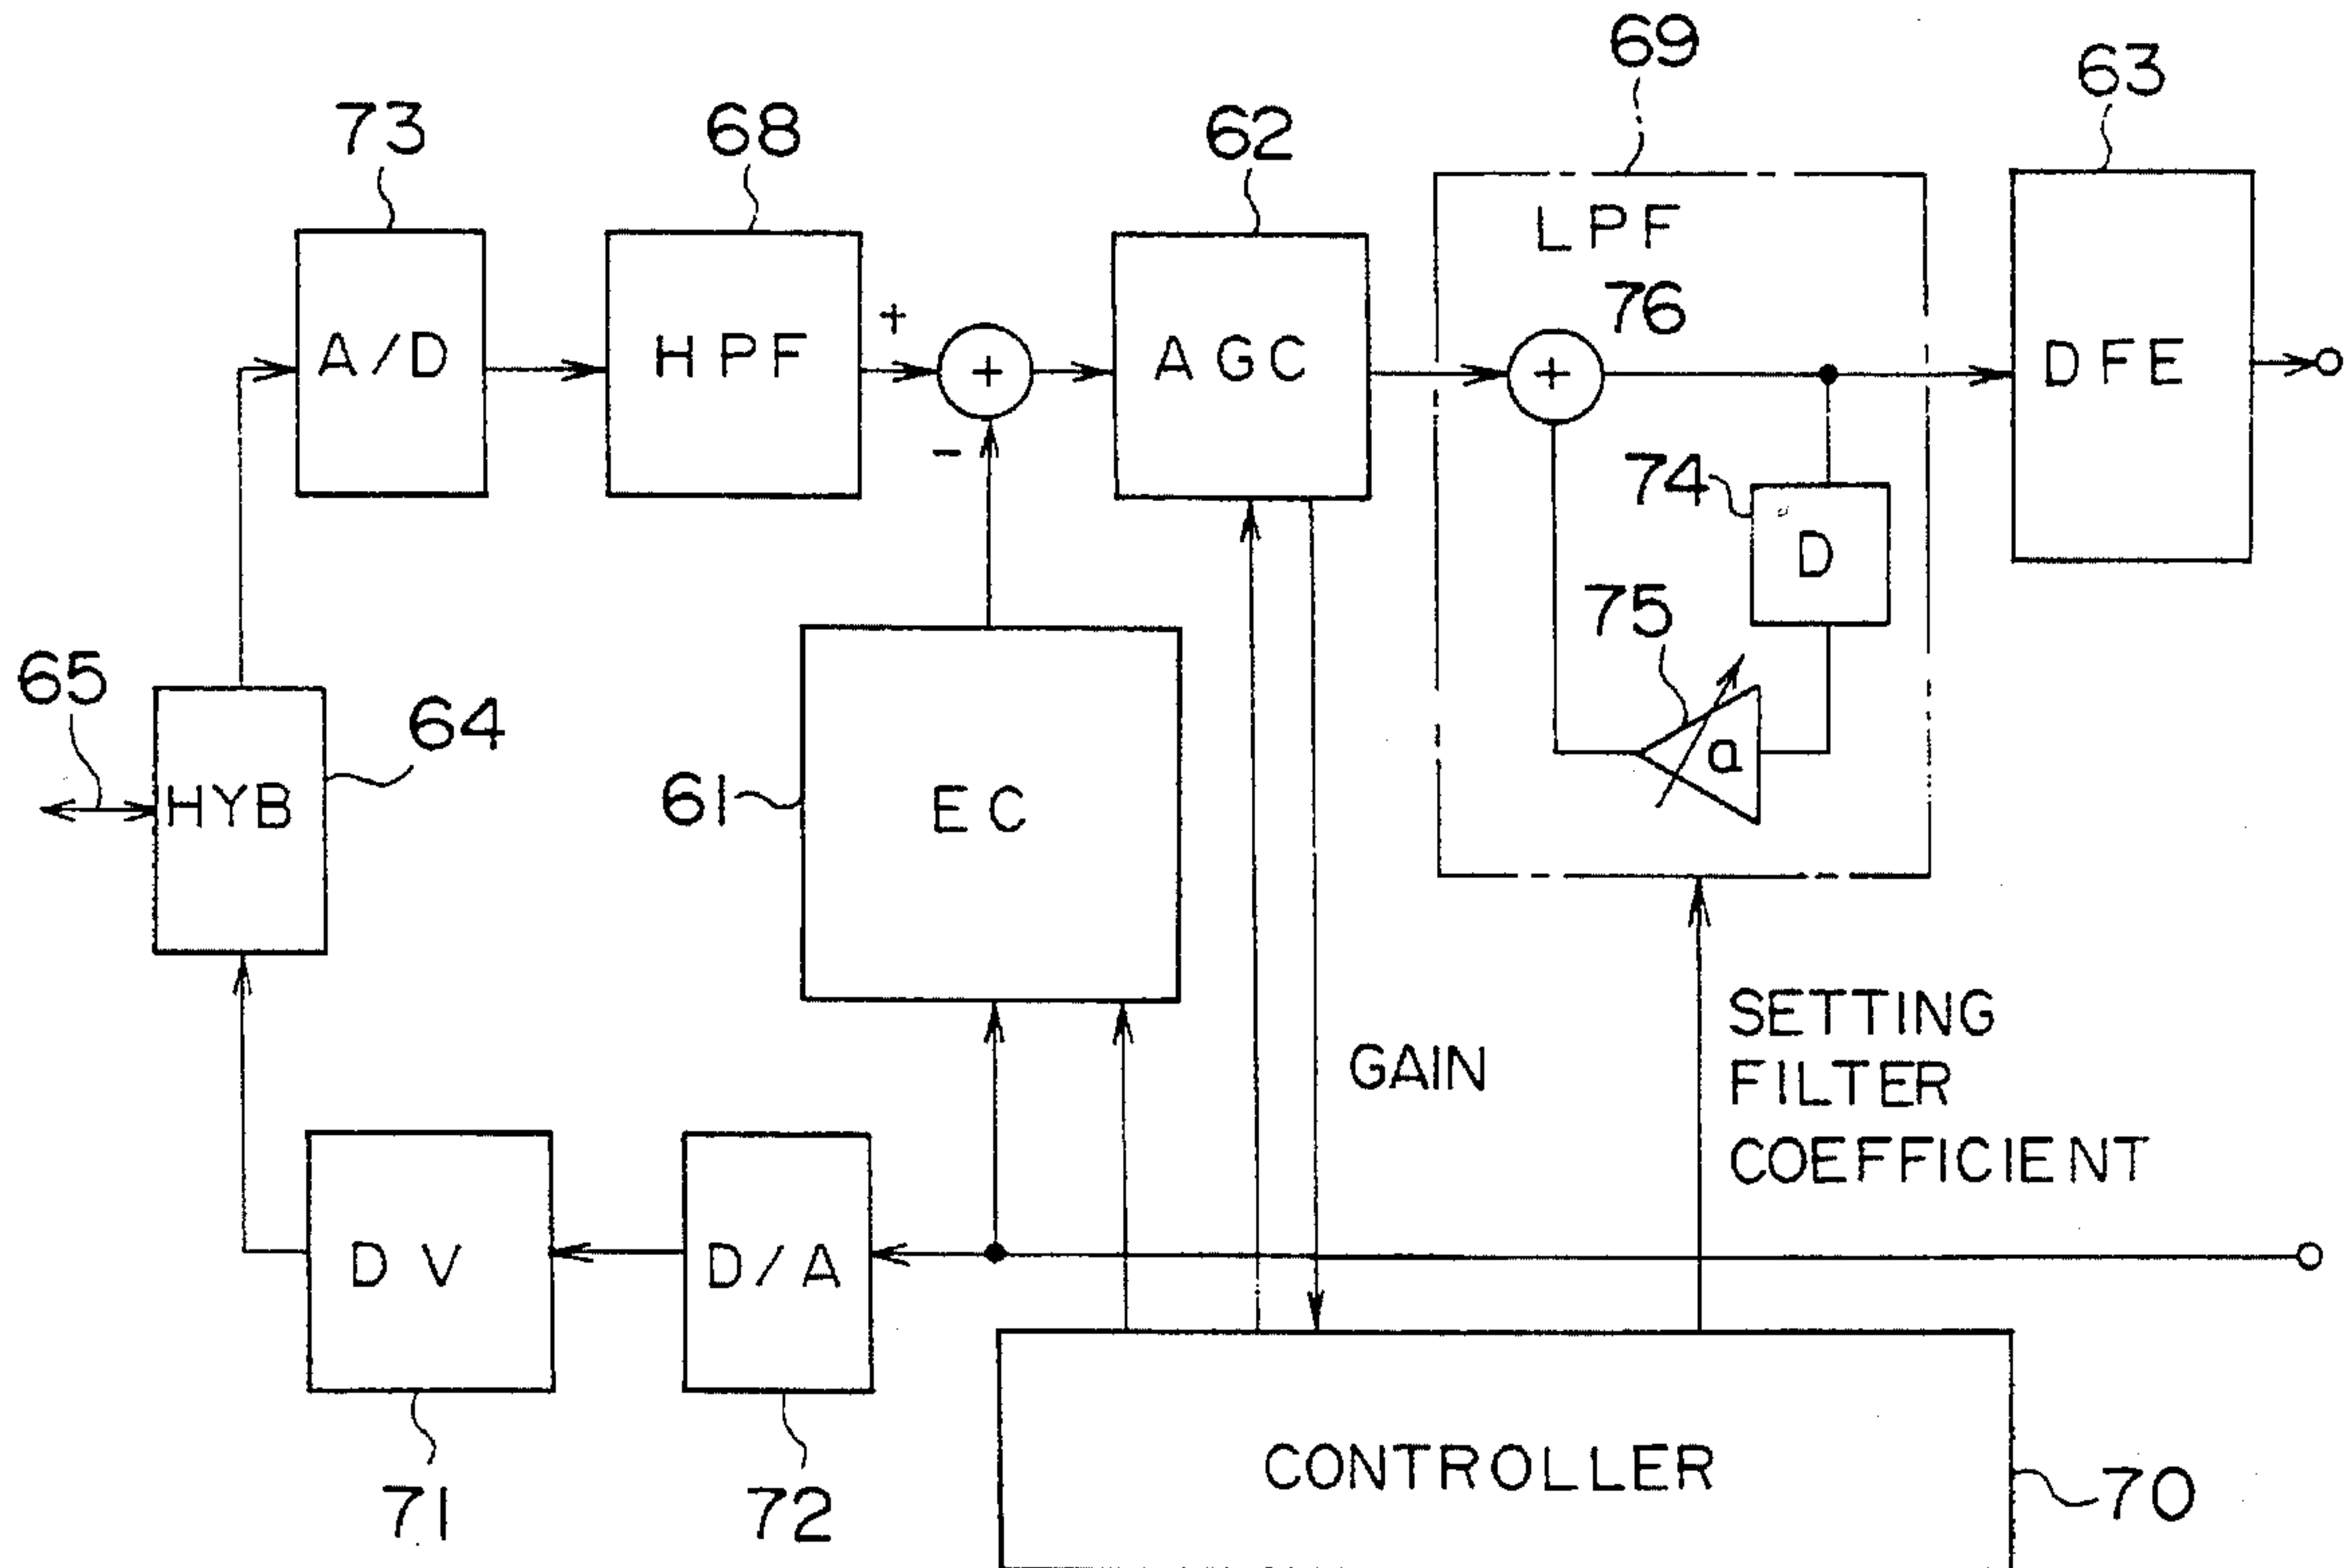 69
63
73
68
62
LPF
76
+
A/D
HPF
+
AGC
+
DFE
-
74
D
75
a
65
64
HYB
61
EC
SETTING
FILTER
COEFFICIENT
GAIN
DV
D/A
CONTROLLER
70
71
72